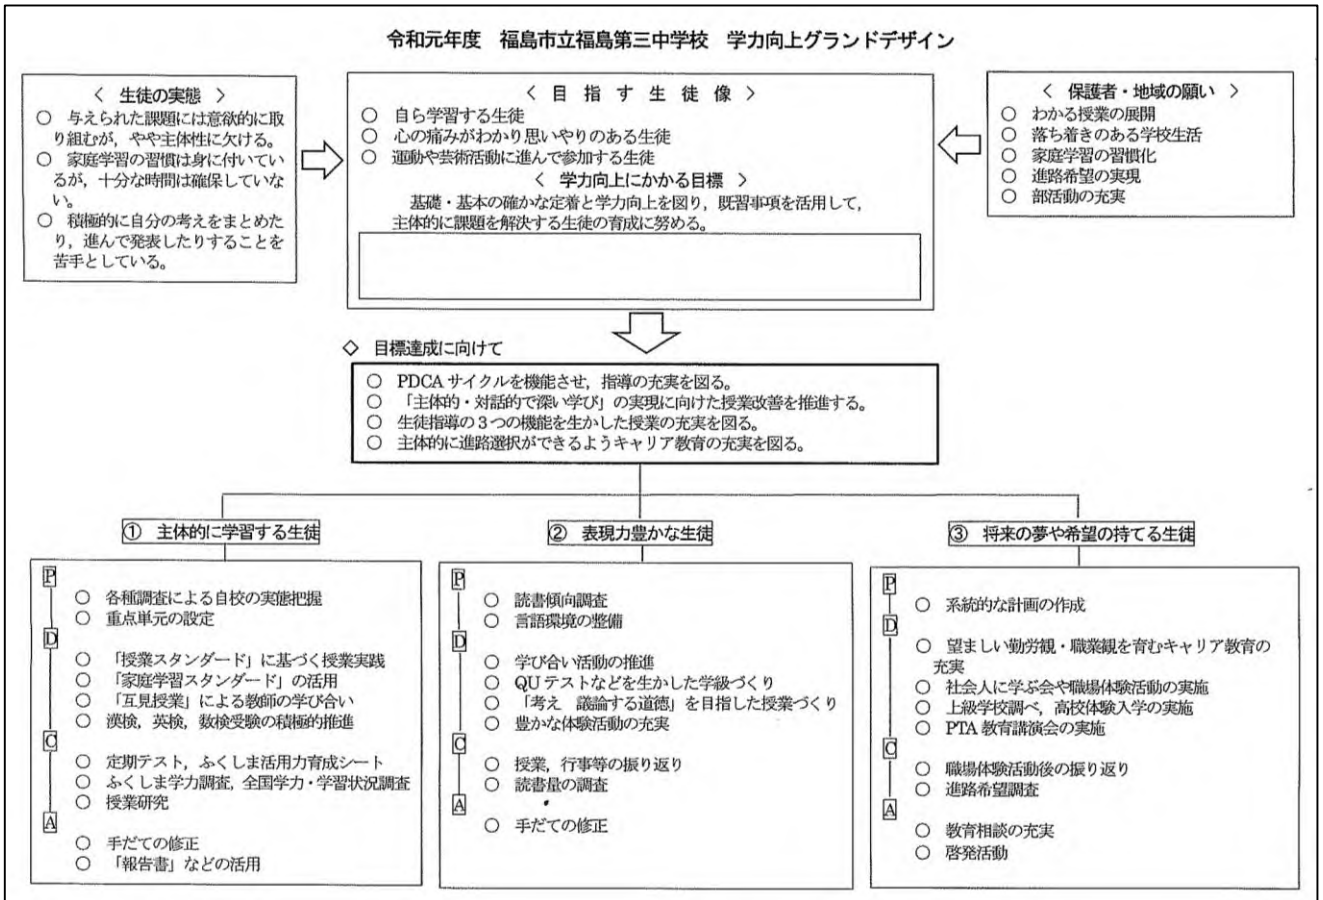 令和元年度 福島市立福島第三中学校 学力向上グランドデザイン
〈 生徒の実態 〉
○ 与えられた課題には意欲的に取
り組むが，やや主体性に欠ける。
○ 家庭学習の習慣は身に付いてい
るが，十分な時間は確保していな
い。
○ 積極的に自分の考えをまとめた
り，進んで発表したりすることを
苦手としている。
〈 目 指 す 生 徒 像 〉
○ 自ら学習する生徒
○ 心の痛みがわかり思いやりのある生徒
○ 運動や芸術活動に進んで参加する生徒
〈 学力向上にかかる目標 〉
基礎・基本の確かな定着と学力向上を図り，既習事項を活用して，
主体的に課題を解決する生徒の育成に努める。
〈 保護者・地域の願い 〉
○ わかる授業の展開
○ 落ち着きのある学校生活
○ 家庭学習の習慣化
○ 進路希望の実現
○ 部活動の充実
◇ 目標達成に向けて
○ PDCA サイクルを機能させ，指導の充実を図る。
○ 「主体的・対話的で深い学び」の実現に向けた授業改善を推進する。
○ 生徒指導の３つの機能を生かした授業の充実を図る。
○ 主体的に進路選択ができるようキャリア教育の充実を図る。
① 主体的に学習する生徒
P
○ 各種調査による自校の実態把握
○ 重点単元の設定
D
○ 「授業スタンダード」に基づく授業実践
○ 「家庭学習スタンダード」の活用
○ 「互見授業」による教師の学び合い
○ 漢検，英検，数検受験の積極的推進
C
○ 定期テスト，ふくしま活用力育成シート
○ ふくしま学力調査，全国学力・学習状況調査
○ 授業研究
A
○ 手だての修正
○ 「報告書」などの活用
② 表現力豊かな生徒
P
○ 読書傾向調査
○ 言語環境の整備
D
○ 学び合い活動の推進
○ QU テストなどを生かした学級づくり
○ 「考え 議論する道徳」を目指した授業づくり
○ 豊かな体験活動の充実
C
○ 授業，行事等の振り返り
○ 読書量の調査
A
○ 手だての修正
③ 将来の夢や希望の持てる生徒
P
○ 系統的な計画の作成
D
○ 望ましい勤労観・職業観を育むキャリア教育の
充実
○ 社会人に学ぶ会や職場体験活動の実施
○ 上級学校調べ，高校体験入学の実施
○ PTA 教育講演会の実施
C
○ 職場体験活動後の振り返り
○ 進路希望調査
A
○ 教育相談の充実
○ 啓発活動